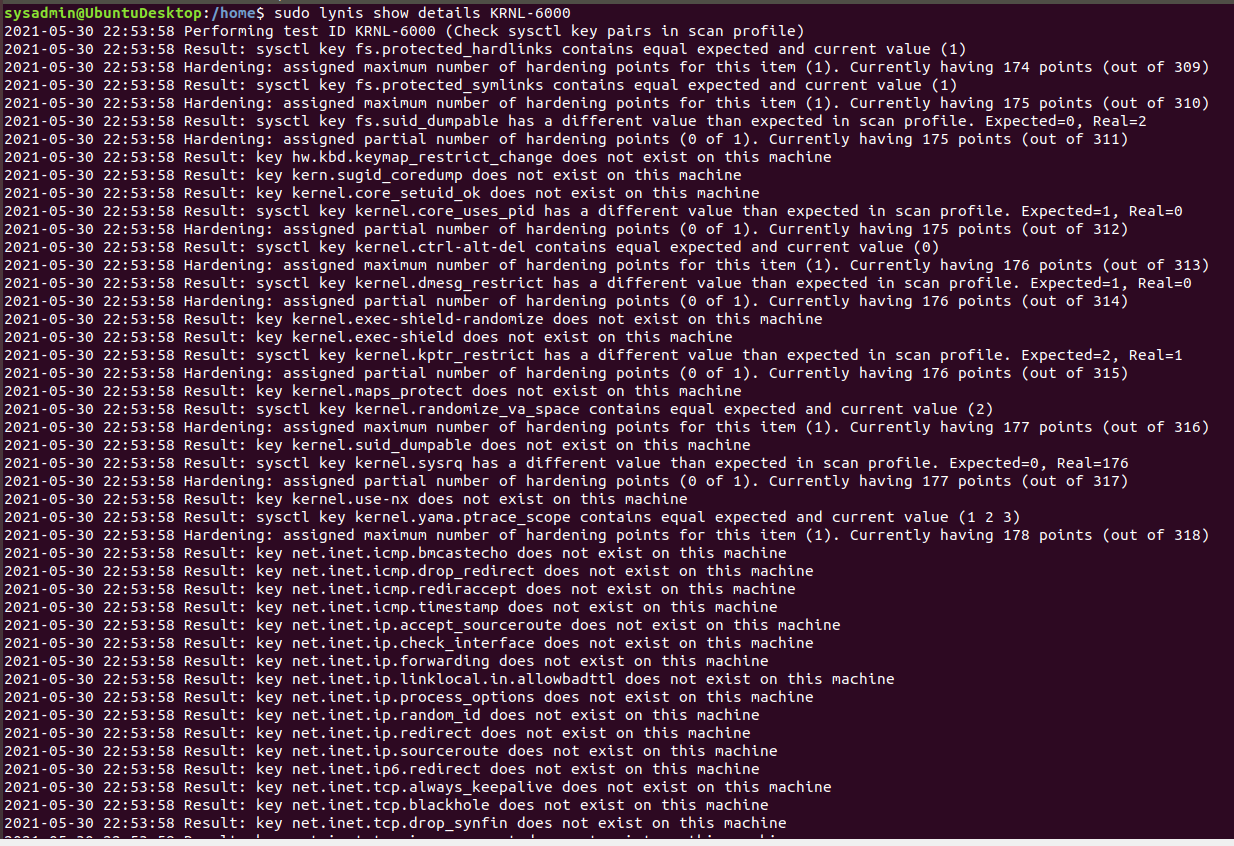 sysadmin@UbuntuDesktop:/home$ sudo lynis show details KRNL-6000
2021-05-30 22:53:58 Performing test ID KRNL-6000 (Check sysctl key pairs in scan profile)
2021-05-30 22:53:58 Result: sysctl key fs.protected_hardlinks contains equal expected and current value (1)
2021-05-30 22:53:58 Hardening: assigned maximum number of hardening points for this item (1). Currently having 174 points (out of 309)
2021-05-30 22:53:58 Result: sysctl key fs.protected_symlinks contains equal expected and current value (1)
2021-05-30 22:53:58 Hardening: assigned maximum number of hardening points for this item (1). Currently having 175 points (out of 310)
2021-05-30 22:53:58 Result: sysctl key fs.suid_dumpable has a different value than expected in scan profile. Expected=0, Real=2
2021-05-30 22:53:58 Hardening: assigned partial number of hardening points (0 of 1). Currently having 175 points (out of 311)
2021-05-30 22:53:58 Result: key hw.kbd.keymap_restrict_change does not exist on this machine
2021-05-30 22:53:58 Result: key kern.sugid_coredump does not exist on this machine
2021-05-30 22:53:58 Result: key kernel.core_setuid_ok does not exist on this machine
2021-05-30 22:53:58 Result: sysctl key kernel.core_uses_pid has a different value than expected in scan profile. Expected=1, Real=0
2021-05-30 22:53:58 Hardening: assigned partial number of hardening points (0 of 1). Currently having 175 points (out of 312)
2021-05-30 22:53:58 Result: sysctl key kernel.ctrl-alt-del contains equal expected and current value (0)
2021-05-30 22:53:58 Hardening: assigned maximum number of hardening points for this item (1). Currently having 176 points (out of 313)
2021-05-30 22:53:58 Result: sysctl key kernel.dmesg_restrict has a different value than expected in scan profile. Expected=1, Real=0
2021-05-30 22:53:58 Hardening: assigned partial number of hardening points (0 of 1). Currently having 176 points (out of 314)
2021-05-30 22:53:58 Result: key kernel.exec-shield-randomize does not exist on this machine
2021-05-30 22:53:58 Result: key kernel.exec-shield does not exist on this machine
2021-05-30 22:53:58 Result: sysctl key kernel.kptr_restrict has a different value than expected in scan profile. Expected=2, Real=1
2021-05-30 22:53:58 Hardening: assigned partial number of hardening points (0 of 1). Currently having 176 points (out of 315)
2021-05-30 22:53:58 Result: key kernel.maps_protect does not exist on this machine
2021-05-30 22:53:58 Result: sysctl key kernel.randomize_va_space contains equal expected and current value (2)
2021-05-30 22:53:58 Hardening: assigned maximum number of hardening points for this item (1). Currently having 177 points (out of 316)
2021-05-30 22:53:58 Result: key kernel.suid_dumpable does not exist on this machine
2021-05-30 22:53:58 Result: sysctl key kernel.sysrq has a different value than expected in scan profile. Expected=0, Real=176
2021-05-30 22:53:58 Hardening: assigned partial number of hardening points (0 of 1). Currently having 177 points (out of 317)
2021-05-30 22:53:58 Result: key kernel.use-nx does not exist on this machine
2021-05-30 22:53:58 Result: sysctl key kernel.yama.ptrace_scope contains equal expected and current value (1 2 3)
2021-05-30 22:53:58 Hardening: assigned maximum number of hardening points for this item (1). Currently having 178 points (out of 318)
2021-05-30 22:53:58 Result: key net.inet.icmp.bmcastecho does not exist on this machine
2021-05-30 22:53:58 Result: key net.inet.icmp.drop_redirect does not exist on this machine
2021-05-30 22:53:58 Result: key net.inet.icmp.rediraccept does not exist on this machine
2021-05-30 22:53:58 Result: key net.inet.icmp.timestamp does not exist on this machine
2021-05-30 22:53:58 Result: key net.inet.ip.accept_sourceroute does not exist on this machine
2021-05-30 22:53:58 Result: key net.inet.ip.check_interface does not exist on this machine
2021-05-30 22:53:58 Result: key net.inet.ip.forwarding does not exist on this machine
2021-05-30 22:53:58 Result: key net.inet.ip.linklocal.in.allowbadttl does not exist on this machine
2021-05-30 22:53:58 Result: key net.inet.ip.process_options does not exist on this machine
2021-05-30 22:53:58 Result: key net.inet.ip.random_id does not exist on this machine
2021-05-30 22:53:58 Result: key net.inet.ip.redirect does not exist on this machine
2021-05-30 22:53:58 Result: key net.inet.ip.sourceroute does not exist on this machine
2021-05-30 22:53:58 Result: key net.inet.ip6.redirect does not exist on this machine
2021-05-30 22:53:58 Result: key net.inet.tcp.always_keepalive does not exist on this machine
2021-05-30 22:53:58 Result: key net.inet.tcp.blackhole does not exist on this machine
2021-05-30 22:53:58 Result: key net.inet.tcp.drop_synfin does not exist on this machine